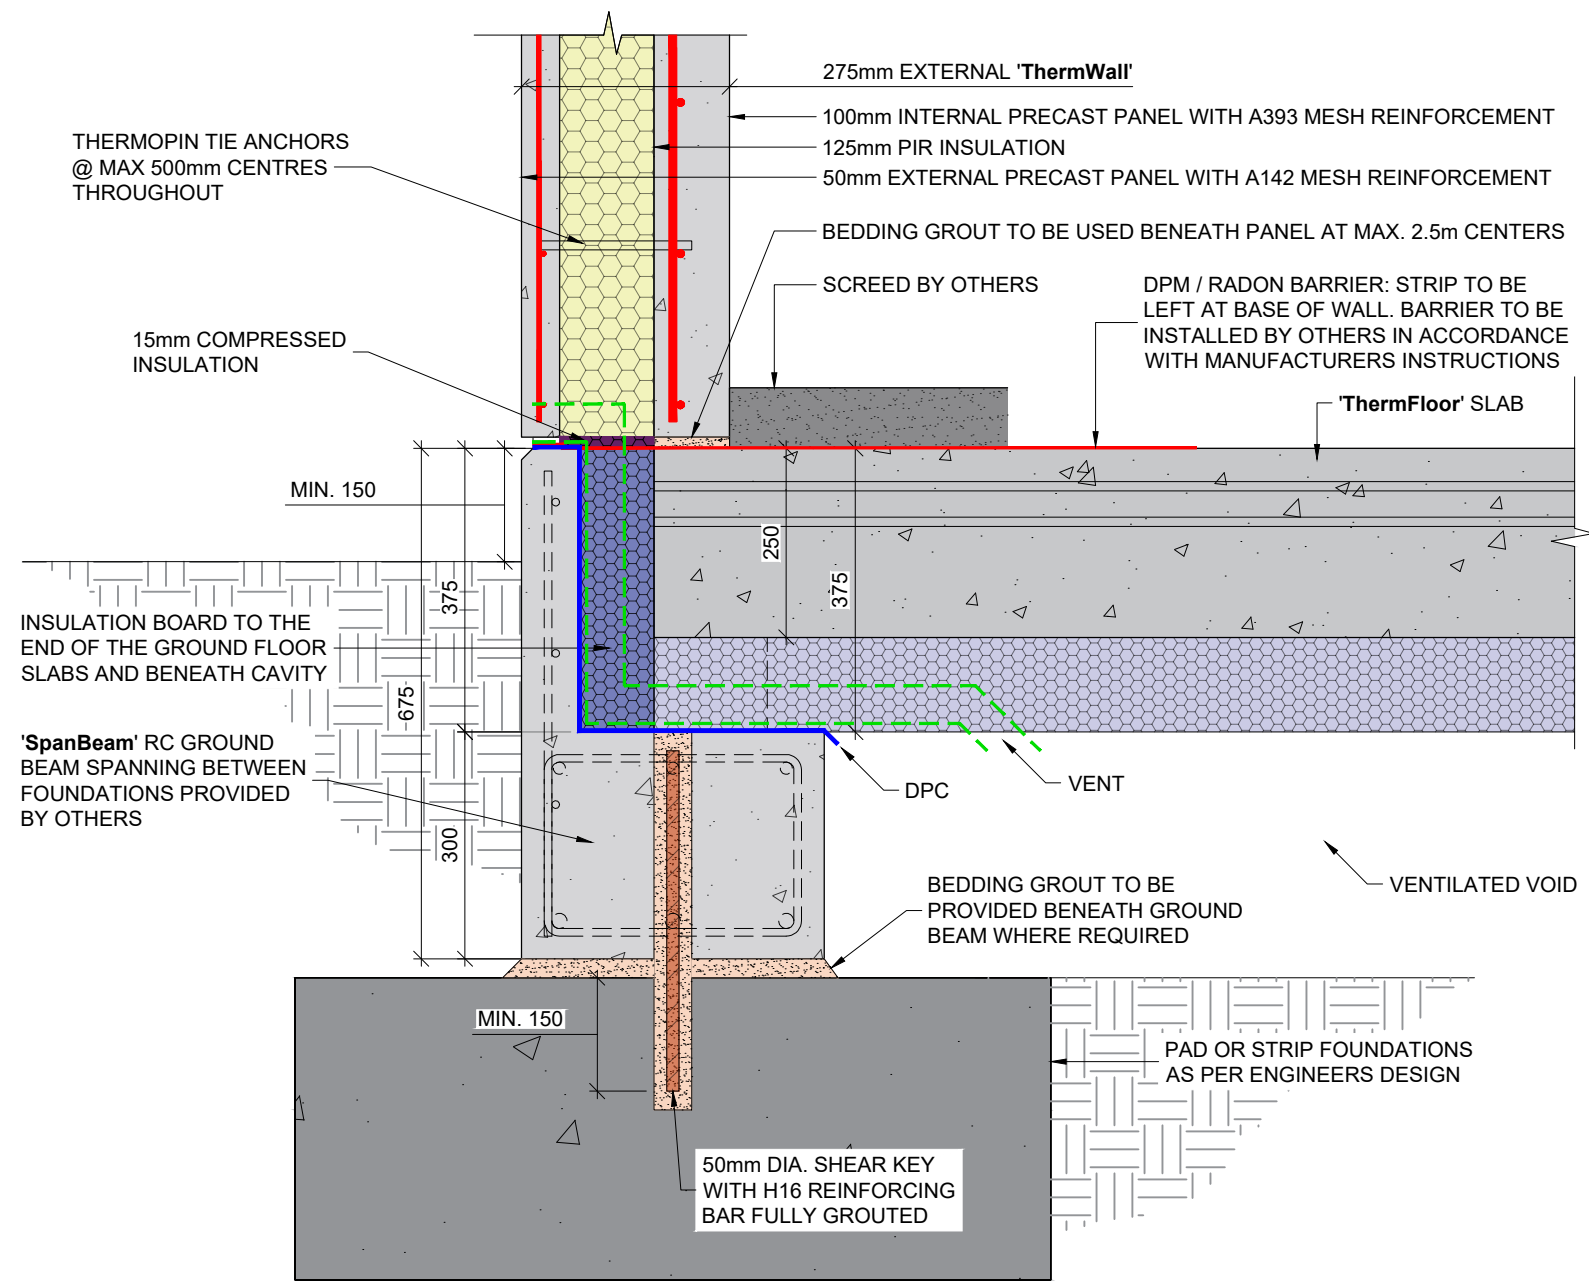 275mm EXTERNAL 'ThermWall'
100mm INTERNAL PRECAST PANEL WITH A393 MESH REINFORCEMENT
125mm PIR INSULATION
50mm EXTERNAL PRECAST PANEL WITH A142 MESH REINFORCEMENT
THERMOPIN TIE ANCHORS
@ MAX 500mm CENTRES
THROUGHOUT
BEDDING GROUT TO BE USED BENEATH PANEL AT MAX. 2.5m CENTERS
SCREED BY OTHERS
DPM / RADON BARRIER: STRIP TO BE
LEFT AT BASE OF WALL. BARRIER TO BE
INSTALLED BY OTHERS IN ACCORDANCE
WITH MANUFACTURERS INSTRUCTIONS
15mm COMPRESSED
INSULATION
'ThermFloor' SLAB
MIN. 150
250
375
375
675
300
INSULATION BOARD TO THE
END OF THE GROUND FLOOR
SLABS AND BENEATH CAVITY
'SpanBeam' RC GROUND
BEAM SPANNING BETWEEN
FOUNDATIONS PROVIDED
BY OTHERS
DPC
VENT
VENTILATED VOID
BEDDING GROUT TO BE
PROVIDED BENEATH GROUND
BEAM WHERE REQUIRED
MIN. 150
PAD OR STRIP FOUNDATIONS
AS PER ENGINEERS DESIGN
50mm DIA. SHEAR KEY
WITH H16 REINFORCING
BAR FULLY GROUTED